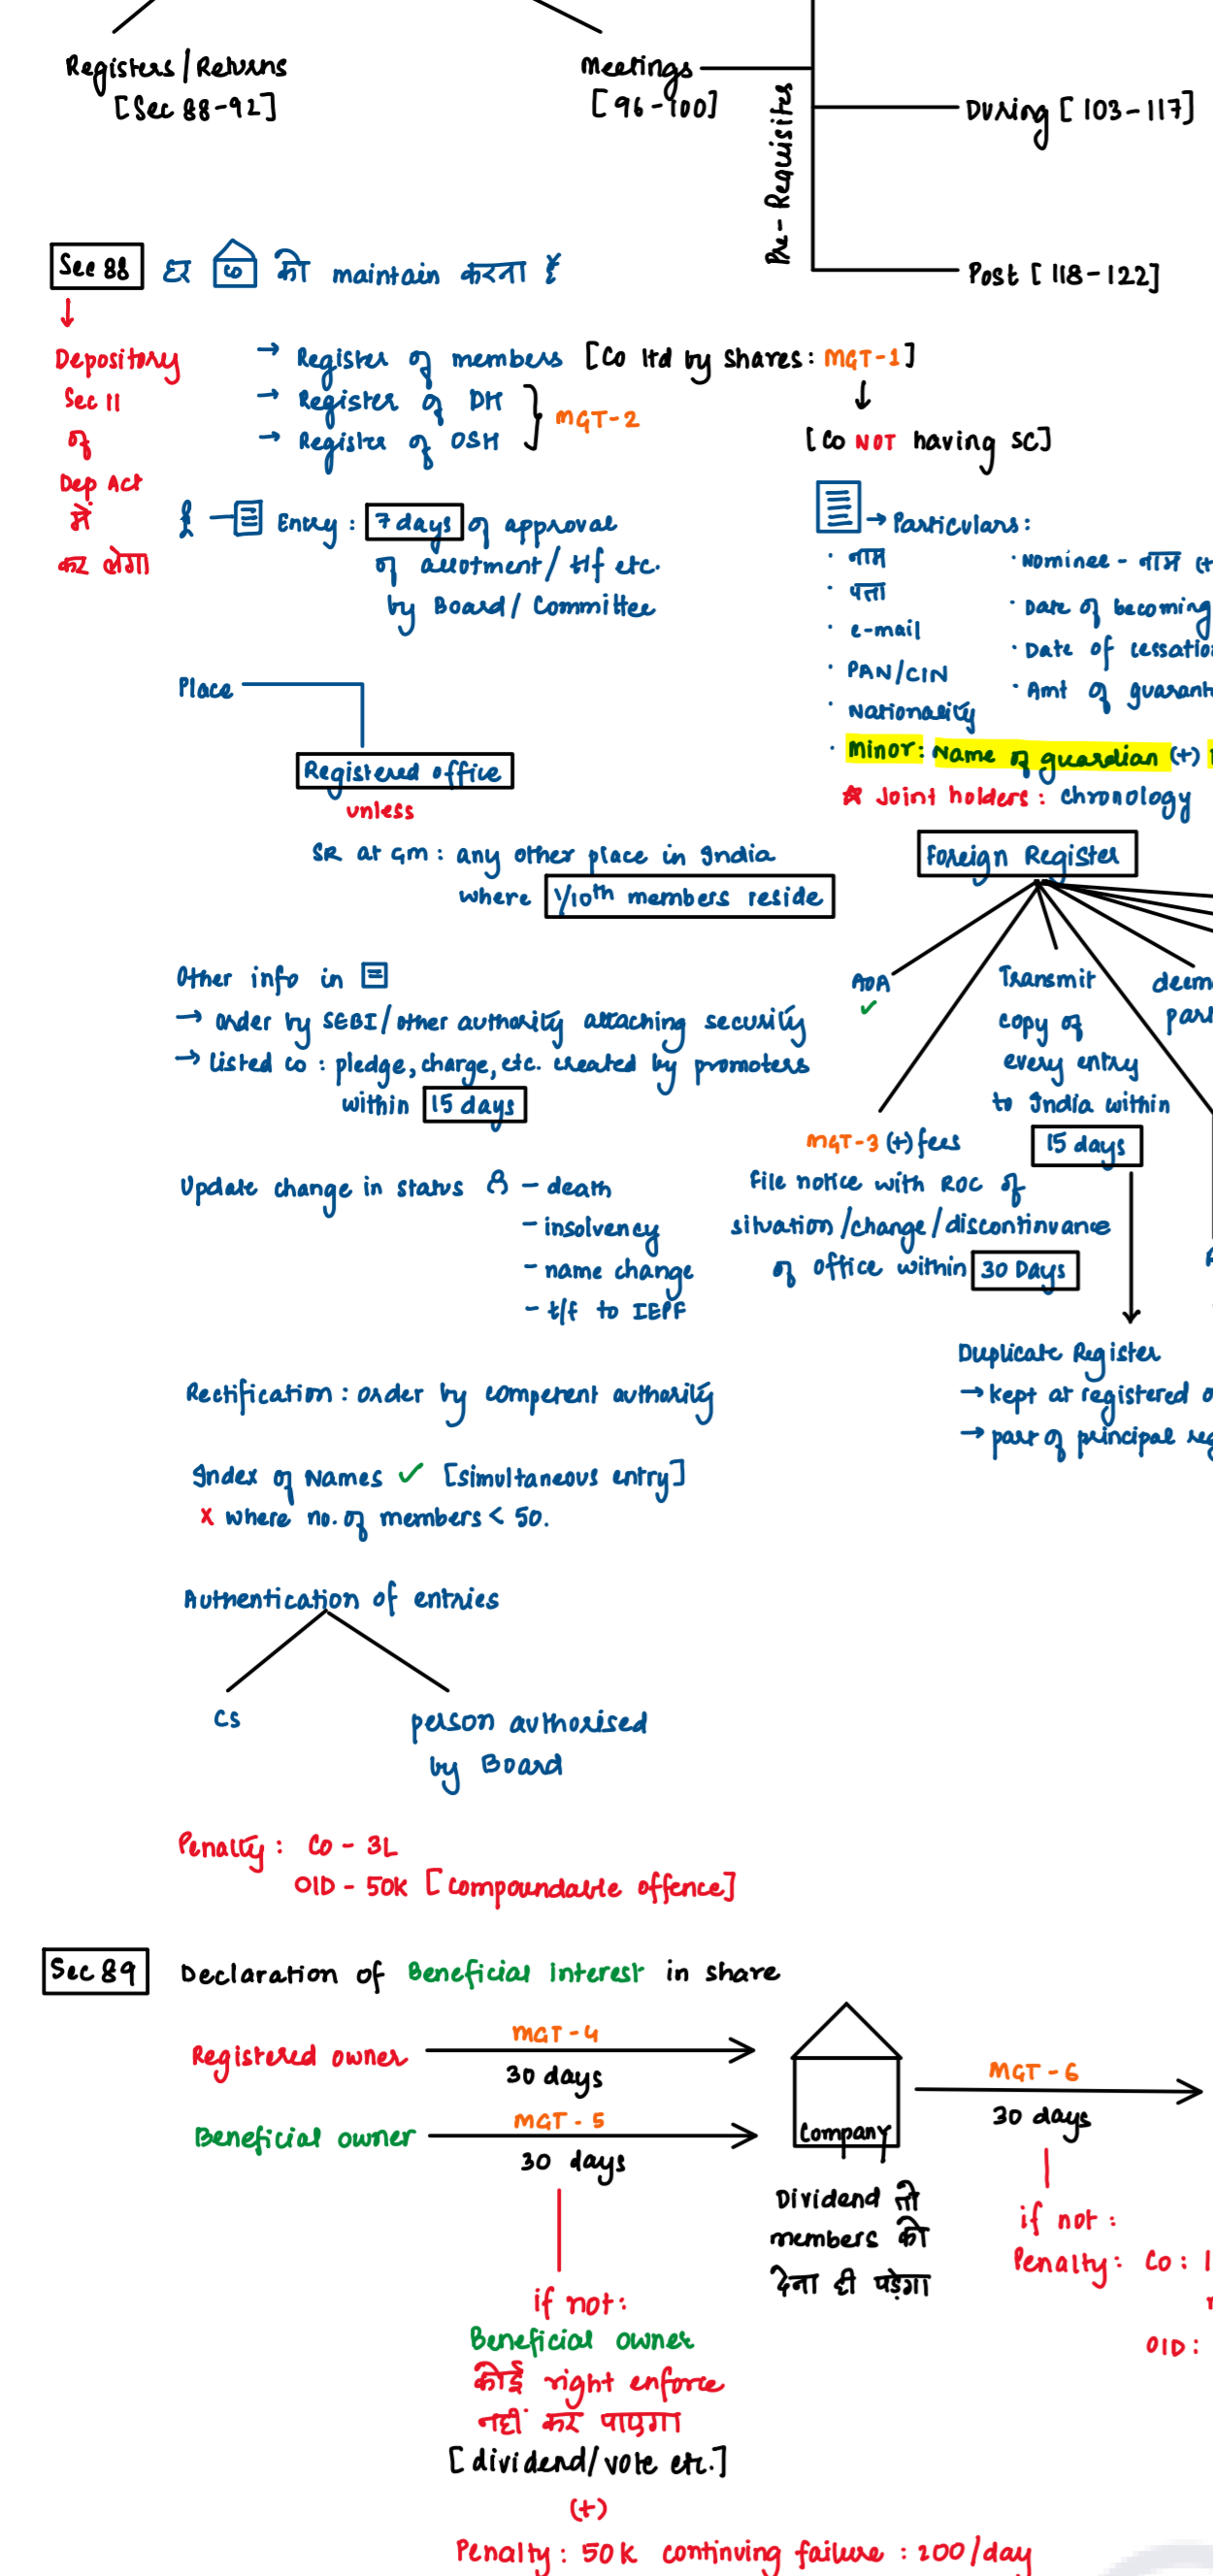 Registers / Returns
[Sec 88-92]
Meetings
[96-100]
Pre-Requisites
During [103-117]
Post [118-122]
Sec 88
हर Co को maintain करना है
Depository
Sec 11
of
Dep Act
में
कर लेगा
→ Register of members [Co ltd by shares: MGT-1]
→ Register of DH
→ Register of OSH
MGT-2
[Co NOT having SC]
Entry: 7 days of approval
of allotment / t/f etc.
by Board / Committee
→ Particulars:
· नाम
· पता
· e-mail
· PAN/CIN
· Nationality
· Minor: Name of guardian (+)
· Nominee - नाम (+
· Date of becoming
· Date of cessatio
· Amt of guarant
* Joint holders: chronology
Place
Registered office
unless
SR at GM: any other place in India
where 1/10th members reside
Foreign Register
AOA
✓
MGT-3 (+) fees
File notice with ROC of
situation/change/discontinuance
of office within 30 Days
Transmit
copy of
every entry
to India within
15 days
deem
par
Duplicate Register
→ kept at registered o
→ part of principal reg
Other info in
→ order by SEBI/other authority attaching security
→ listed co: pledge, charge, etc. created by promoters
within 15 days
Update change in status - death
- insolvency
- name change
- t/f to IEPF
Rectification: order by competent authority
Index of Names ✓ [simultaneous entry]
x where no. of members < 50.
Authentication of entries
CS
person authorised
by Board
Penalty: Co - 3L
OID - 50K [compoundable offence]
Sec 89
Declaration of Beneficial interest in share
Registered owner
MGT-4
30 days
Beneficial owner
MGT-5
30 days
Company
MGT-6
30 days
Dividend तो
members को
देना ही पड़ेगा
if not:
Penalty: Co: 1
OID:
if not:
Beneficial owner
कोई right enforce
नहीं कर पाएगा
[dividend/vote etc.]
(+)
Penalty: 50K continuing failure: 200/day